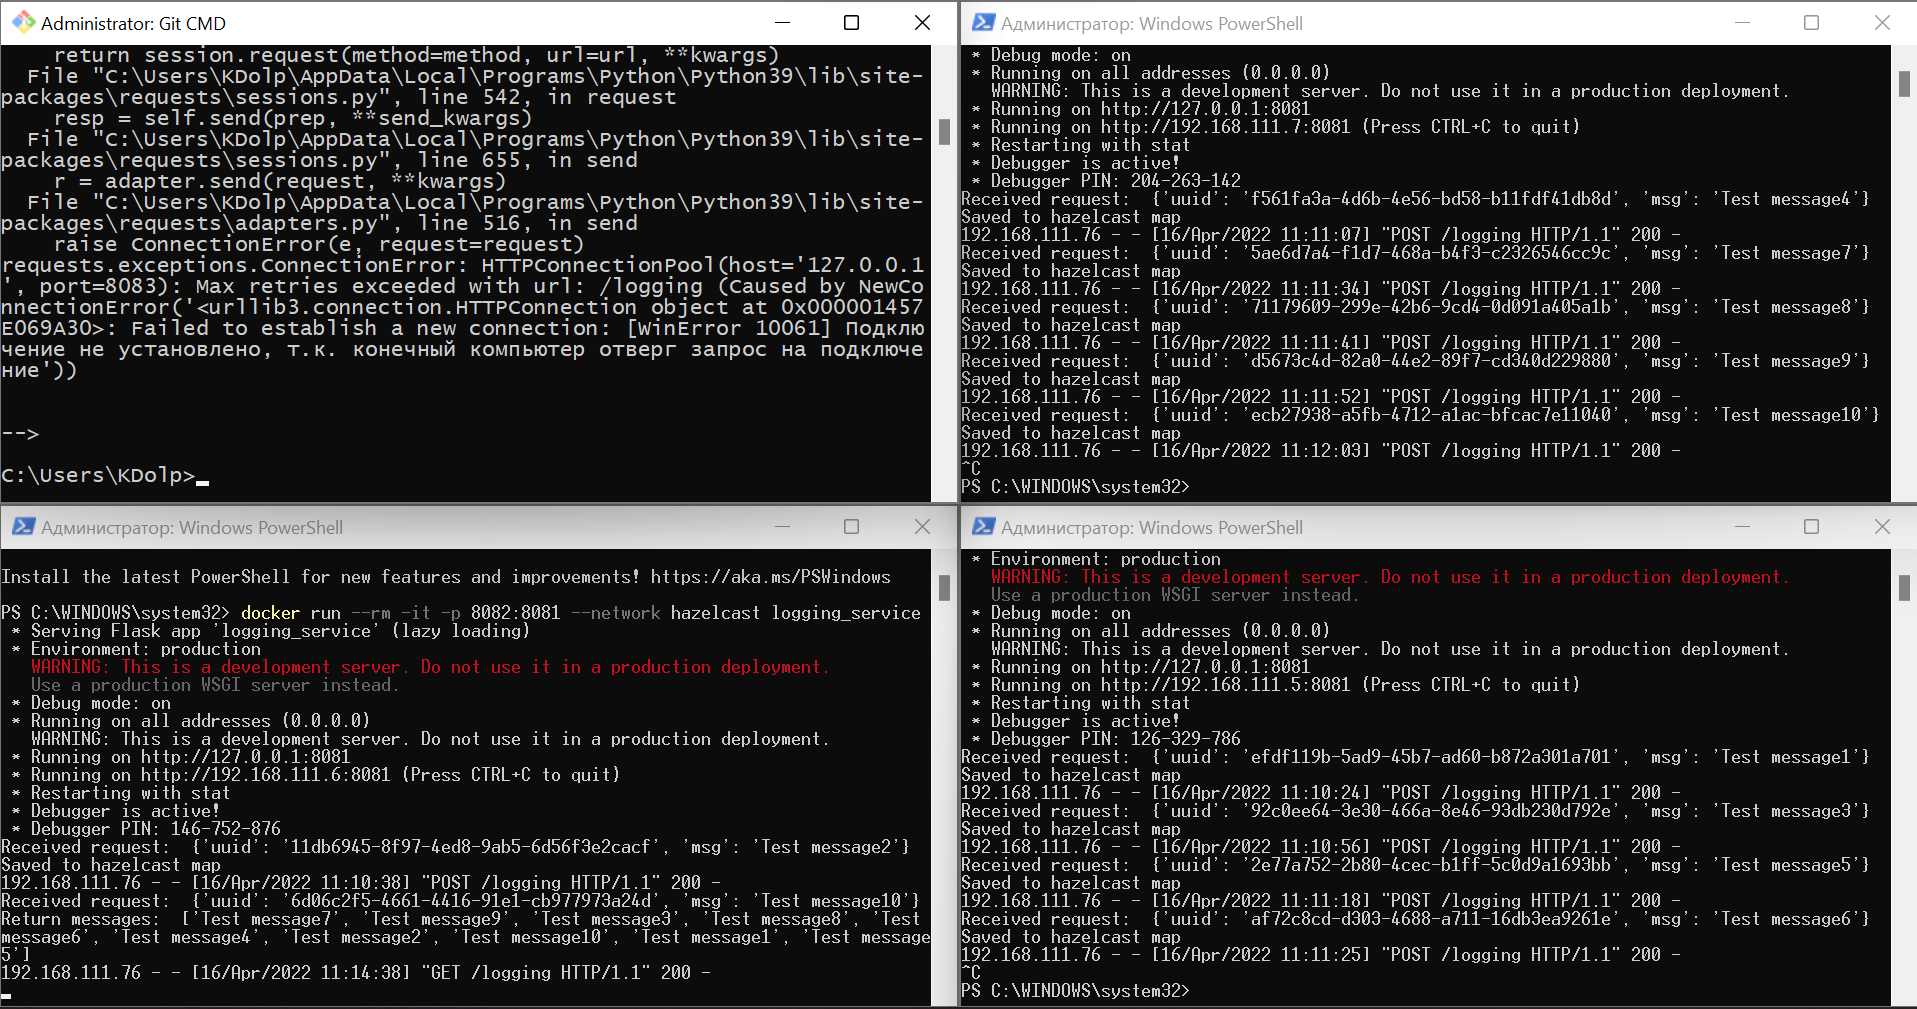 Administrator: Git CMD
    return session.request(method=method, url=url, **kwargs)
  File "C:\Users\KDolp\AppData\Local\Programs\Python\Python39\lib\site-
packages\requests\sessions.py", line 542, in request
    resp = self.send(prep, **send_kwargs)
  File "C:\Users\KDolp\AppData\Local\Programs\Python\Python39\lib\site-
packages\requests\sessions.py", line 655, in send
    r = adapter.send(request, **kwargs)
  File "C:\Users\KDolp\AppData\Local\Programs\Python\Python39\lib\site-
packages\requests\adapters.py", line 516, in send
    raise ConnectionError(e, request=request)
requests.exceptions.ConnectionError: HTTPConnectionPool(host='127.0.0.1
', port=8083): Max retries exceeded with url: /logging (Caused by NewCo
nnectionError('<urllib3.connection.HTTPConnection object at 0x000001457
E069A30>: Failed to establish a new connection: [WinError 10061] Подклю
чение не установлено, т.к. конечный компьютер отверг запрос на подключе
ние'))
-->
C:\Users\KDolp>
Администратор: Windows PowerShell
 * Debug mode: on
 * Running on all addresses (0.0.0.0)
   WARNING: This is a development server. Do not use it in a production deployment.
 * Running on http://127.0.0.1:8081
 * Running on http://192.168.111.7:8081 (Press CTRL+C to quit)
 * Restarting with stat
 * Debugger is active!
 * Debugger PIN: 204-263-142
Received request:  {'uuid': 'f561fa3a-4d6b-4e56-bd58-b11fdf41db8d', 'msg': 'Test message4'}
Saved to hazelcast map
192.168.111.76 - - [16/Apr/2022 11:11:07] "POST /logging HTTP/1.1" 200 -
Received request:  {'uuid': '5ae6d7a4-f1d7-468a-b4f3-c2326546cc9c', 'msg': 'Test message7'}
Saved to hazelcast map
192.168.111.76 - - [16/Apr/2022 11:11:34] "POST /logging HTTP/1.1" 200 -
Received request:  {'uuid': '71179609-299e-42b6-9cd4-0d091a405a1b', 'msg': 'Test message8'}
Saved to hazelcast map
192.168.111.76 - - [16/Apr/2022 11:11:41] "POST /logging HTTP/1.1" 200 -
Received request:  {'uuid': 'd5673c4d-82a0-44e2-89f7-cd340d229880', 'msg': 'Test message9'}
Saved to hazelcast map
192.168.111.76 - - [16/Apr/2022 11:11:52] "POST /logging HTTP/1.1" 200 -
Received request:  {'uuid': 'ecb27938-a5fb-4712-a1ac-bfcac7e11040', 'msg': 'Test message10'}
Saved to hazelcast map
192.168.111.76 - - [16/Apr/2022 11:12:03] "POST /logging HTTP/1.1" 200 -
^C
PS C:\WINDOWS\system32>
Администратор: Windows PowerShell
Install the latest PowerShell for new features and improvements! https://aka.ms/PSWindows
PS C:\WINDOWS\system32> docker run --rm -it -p 8082:8081 --network hazelcast logging_service
 * Serving Flask app 'logging_service' (lazy loading)
 * Environment: production
   WARNING: This is a development server. Do not use it in a production deployment.
   Use a production WSGI server instead.
 * Debug mode: on
 * Running on all addresses (0.0.0.0)
   WARNING: This is a development server. Do not use it in a production deployment.
 * Running on http://127.0.0.1:8081
 * Running on http://192.168.111.6:8081 (Press CTRL+C to quit)
 * Restarting with stat
 * Debugger is active!
 * Debugger PIN: 146-752-876
Received request:  {'uuid': '11db6945-8f97-4ed8-9ab5-6d56f3e2cacf', 'msg': 'Test message2'}
Saved to hazelcast map
192.168.111.76 - - [16/Apr/2022 11:10:38] "POST /logging HTTP/1.1" 200 -
Received request:  {'uuid': '6d06c2f5-4661-4416-91e1-cb977973a24d', 'msg': 'Test message10'}
Return messages:  ['Test message7', 'Test message9', 'Test message3', 'Test message8', 'Test
message6', 'Test message4', 'Test message2', 'Test message10', 'Test message1', 'Test message
5']
192.168.111.76 - - [16/Apr/2022 11:14:38] "GET /logging HTTP/1.1" 200 -
Администратор: Windows PowerShell
 * Environment: production
   WARNING: This is a development server. Do not use it in a production deployment.
   Use a production WSGI server instead.
 * Debug mode: on
 * Running on all addresses (0.0.0.0)
   WARNING: This is a development server. Do not use it in a production deployment.
 * Running on http://127.0.0.1:8081
 * Running on http://192.168.111.5:8081 (Press CTRL+C to quit)
 * Restarting with stat
 * Debugger is active!
 * Debugger PIN: 126-329-786
Received request:  {'uuid': 'efdf119b-5ad9-45b7-ad60-b872a301a701', 'msg': 'Test message1'}
Saved to hazelcast map
192.168.111.76 - - [16/Apr/2022 11:10:24] "POST /logging HTTP/1.1" 200 -
Received request:  {'uuid': '92c0ee64-3e30-466a-8e46-93db230d792e', 'msg': 'Test message3'}
Saved to hazelcast map
192.168.111.76 - - [16/Apr/2022 11:10:56] "POST /logging HTTP/1.1" 200 -
Received request:  {'uuid': '2e77a752-2b80-4cec-b1ff-5c0d9a1693bb', 'msg': 'Test message5'}
Saved to hazelcast map
192.168.111.76 - - [16/Apr/2022 11:11:18] "POST /logging HTTP/1.1" 200 -
Received request:  {'uuid': 'af72c8cd-d303-4688-a711-16db3ea9261e', 'msg': 'Test message6'}
Saved to hazelcast map
192.168.111.76 - - [16/Apr/2022 11:11:25] "POST /logging HTTP/1.1" 200 -
^C
PS C:\WINDOWS\system32>